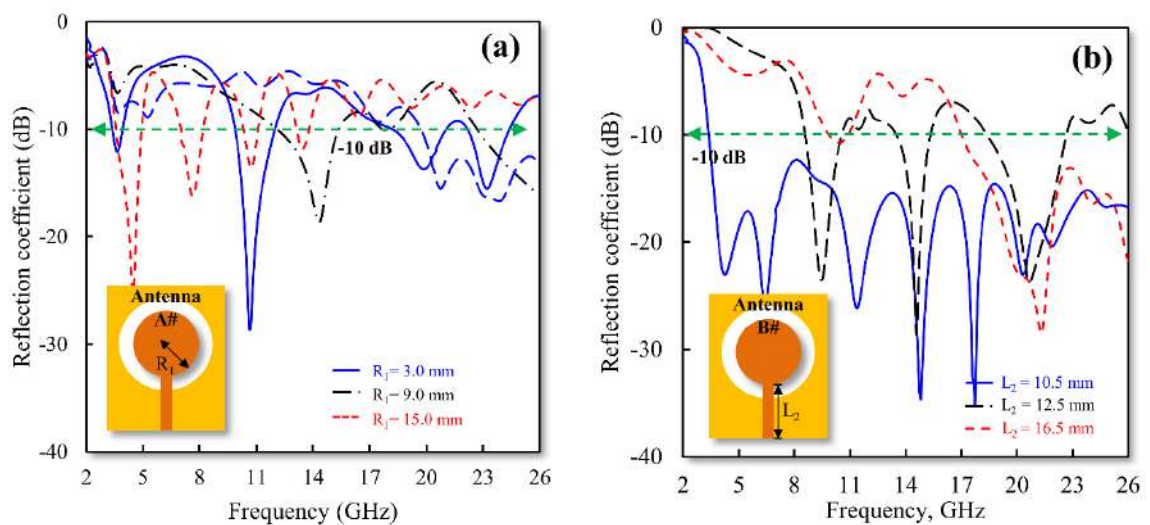 (a)
Reflection coefficient (dB)
0
-10
-20
-30
-40
-10 dB
Antenna
A#
R1
R1= 3.0 mm
R1= 9.0 mm
R1= 15.0 mm
2 5 8 11 14 17 20 23 26
Frequency (GHz)
(b)
Reflection coefficient (dB)
0
-10
-20
-30
-40
-10 dB
Antenna
B#
L2
L2 = 10.5 mm
L2 = 12.5 mm
L2 = 16.5 mm
2 5 8 11 14 17 20 23 26
Frequency, GHz